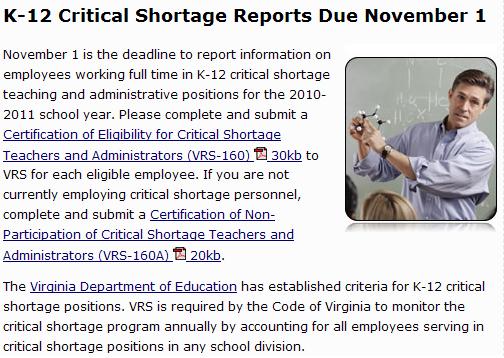 K-12 Critical Shortage Reports Due November 1
November 1 is the deadline to report information on
employees working full time in K-12 critical shortage
teaching and administrative positions for the 2010-
2011 school year. Please complete and submit a
Certification of Eligibility for Critical Shortage
Teachers and Administrators (VRS-160) 30kb to
VRS for each eligible employee. If you are not
currently employing critical shortage personnel,
complete and submit a Certification of Non-
Participation of Critical Shortage Teachers and
Administrators (VRS-160A) 20kb.
The Virginia Department of Education has established criteria for K-12 critical
shortage positions. VRS is required by the Code of Virginia to monitor the
critical shortage program annually by accounting for all employees serving in
critical shortage positions in any school division.